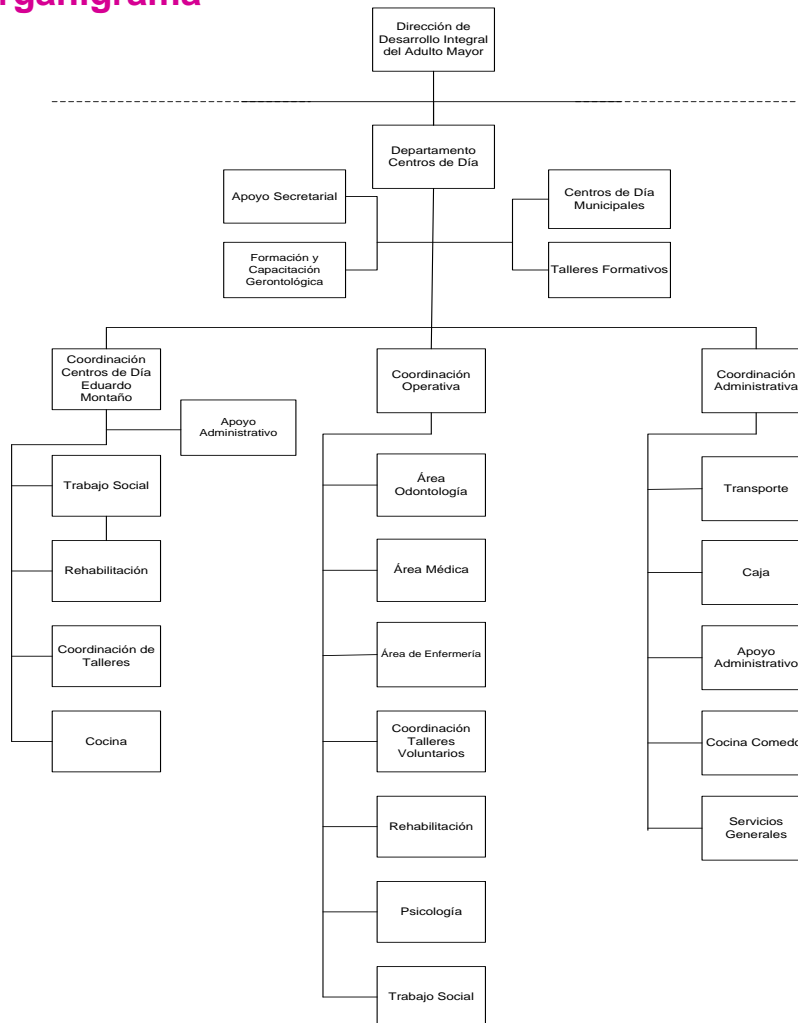 rganigrama
Dirección de
Desarrollo Integral
del Adulto Mayor
Departamento
Centros de Día
Apoyo Secretarial
Centros de Día
Municipales
Formación y
Capacitación
Gerontológica
Talleres Formativos
Coordinación
Centros de Día
Eduardo
Montaño
Apoyo
Administrativo
Trabajo Social
Rehabilitación
Coordinación de
Talleres
Cocina
Coordinación
Operativa
Área
Odontología
Área Médica
Área de Enfermería
Coordinación
Talleres
Voluntarios
Rehabilitación
Psicología
Trabajo Social
Coordinación
Administrativa
Transporte
Caja
Apoyo
Administrativo
Cocina Comedo
Servicios
Generales